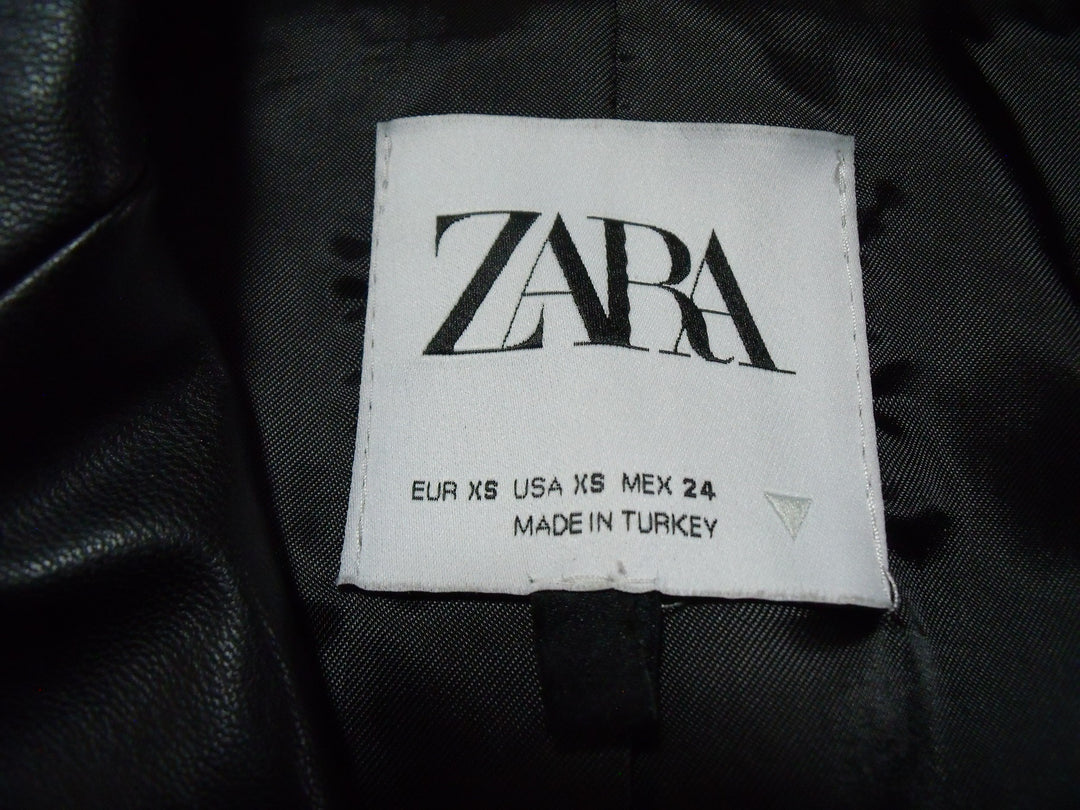 ZARA
EUR XS USA XS MEX 24
MADE IN TURKEY